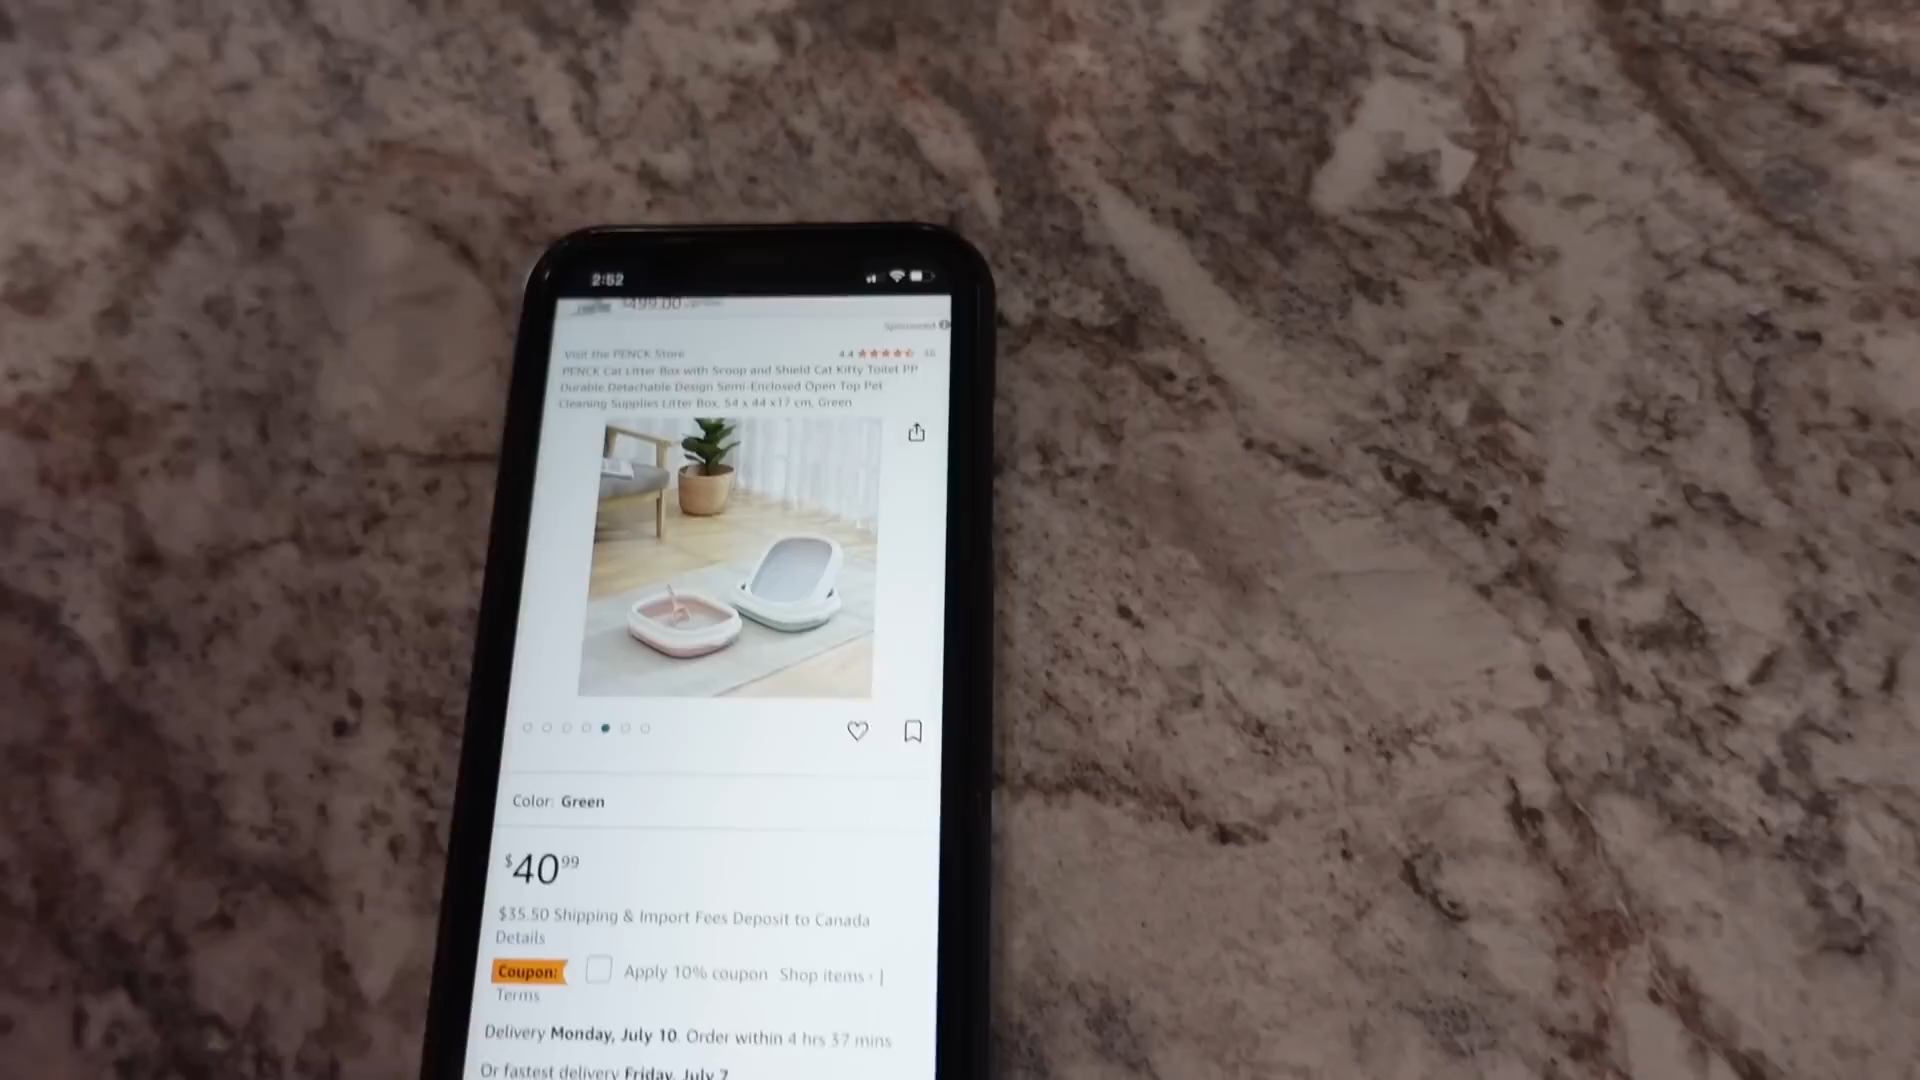 2:52
$499.00
Sponsored
Visit the PENCK Store 4.4
PENCK Cat Litter Box with Scoop and Shield Cat Kitty Toilet PP
Durable Detachable Design Semi-Enclosed Open Top Pet
Cleaning Supplies Litter Box, 54 x 44 x17 cm, Green
Color: Green
$40 99
$35.50 Shipping & Import Fees Deposit to Canada
Details
Coupon: Apply 10% coupon Shop items › |
Terms
Delivery Monday, July 10. Order within 4 hrs 37 mins
Or fastest delivery Friday, July 7